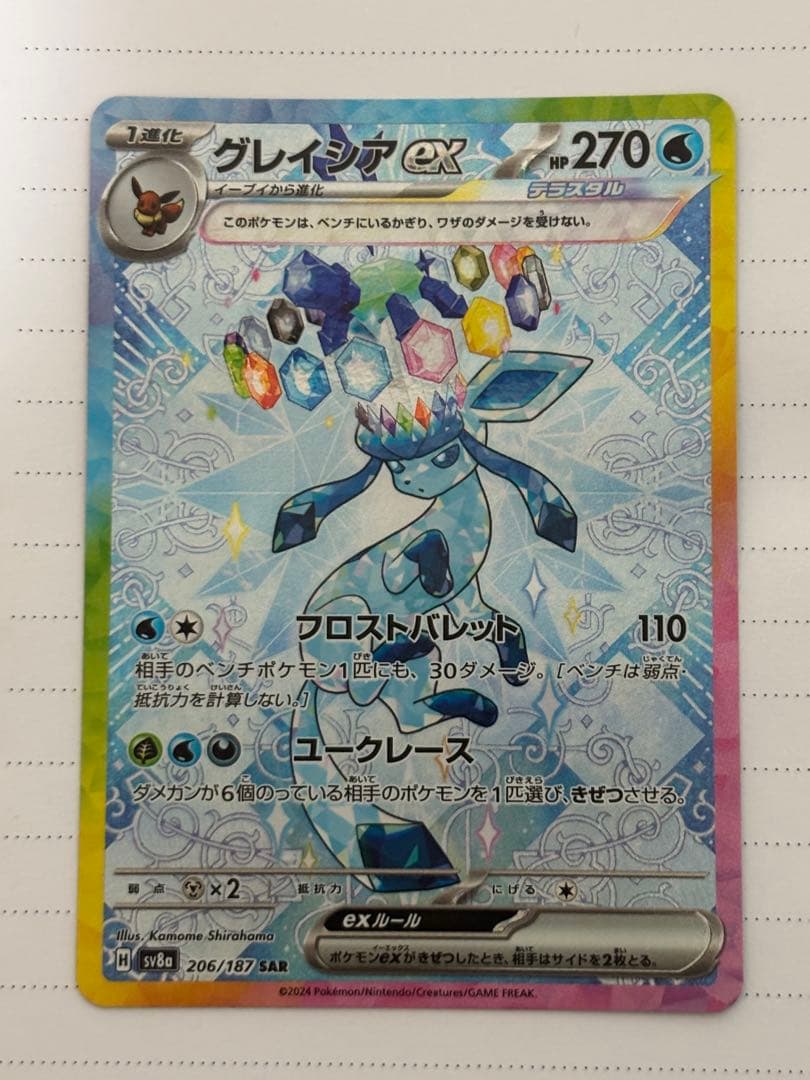 1進化
グレイシアex
HP 270
イーブイから進化
テラスタル
このポケモンは、ベンチにいるかぎり、ワザのダメージを受けない。
フロストバレット 110
相手のベンチポケモン1匹にも、30ダメージ。[ベンチは弱点・
抵抗力を計算しない。]
ユークレース
ダメカンが6個のっている相手のポケモンを1匹選び、きぜつさせる。
弱点 ×2 抵抗力 にげる
Illus. Kamome Shirahama
exルール
ポケモンexがきぜつしたとき、相手はサイドを2枚とる。
H sv8a 206/187 SAR
©2024 Pokémon/Nintendo/Creatures/GAME FREAK.